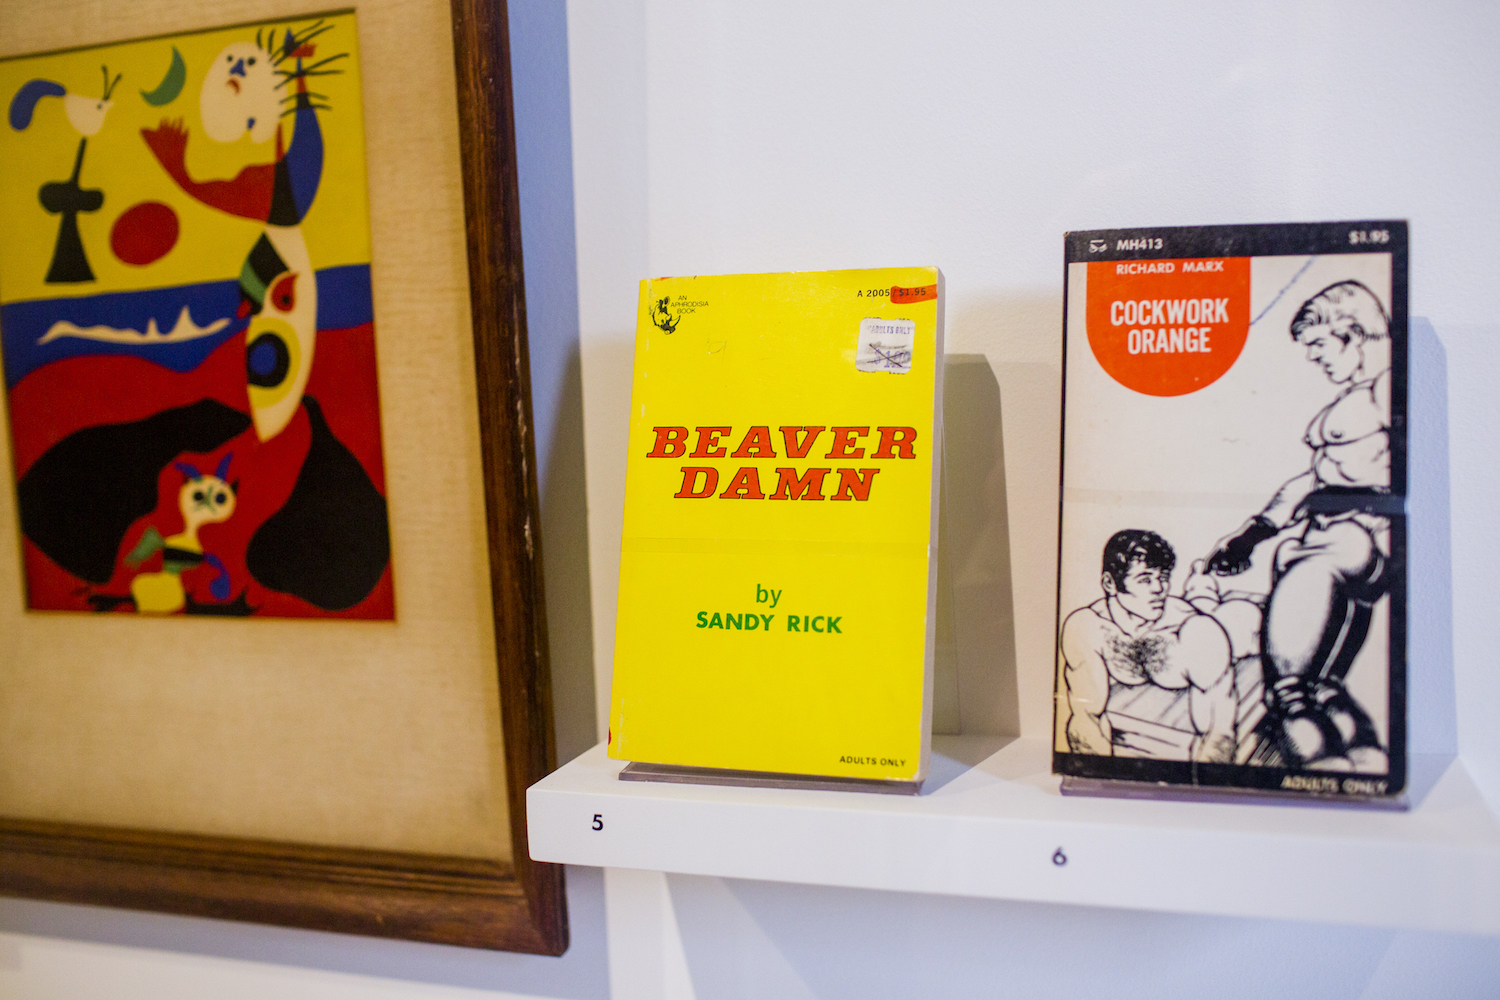 AN
APHRODISIA
BOOK
A 2005 $1.95
ADULTS ONLY
BEAVER
DAMN
by
SANDY RICK
ADULTS ONLY
5
MH413
$1.95
RICHARD MARX
COCKWORK
ORANGE
ADULTS ONLY
6